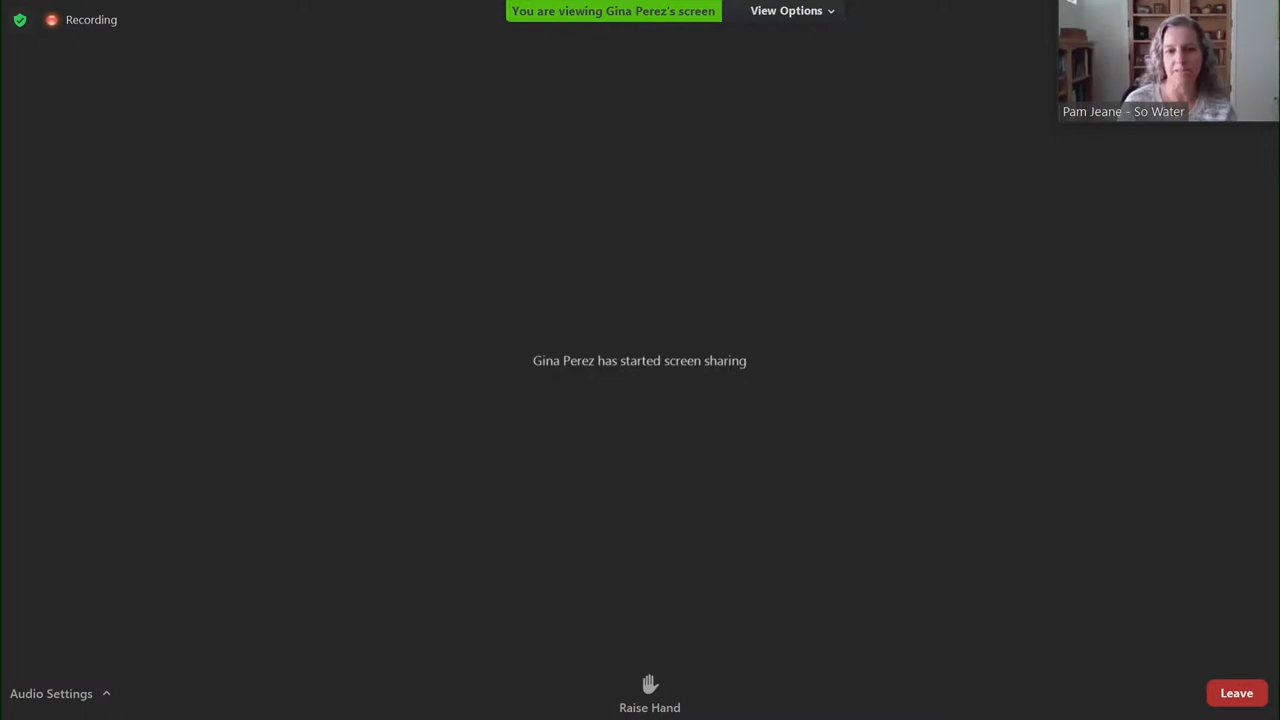 Recording
You are viewing Gina Perez's screen
View Options
Pam Jeane - So Water
Gina Perez has started screen sharing
Audio Settings
Raise Hand
Leave